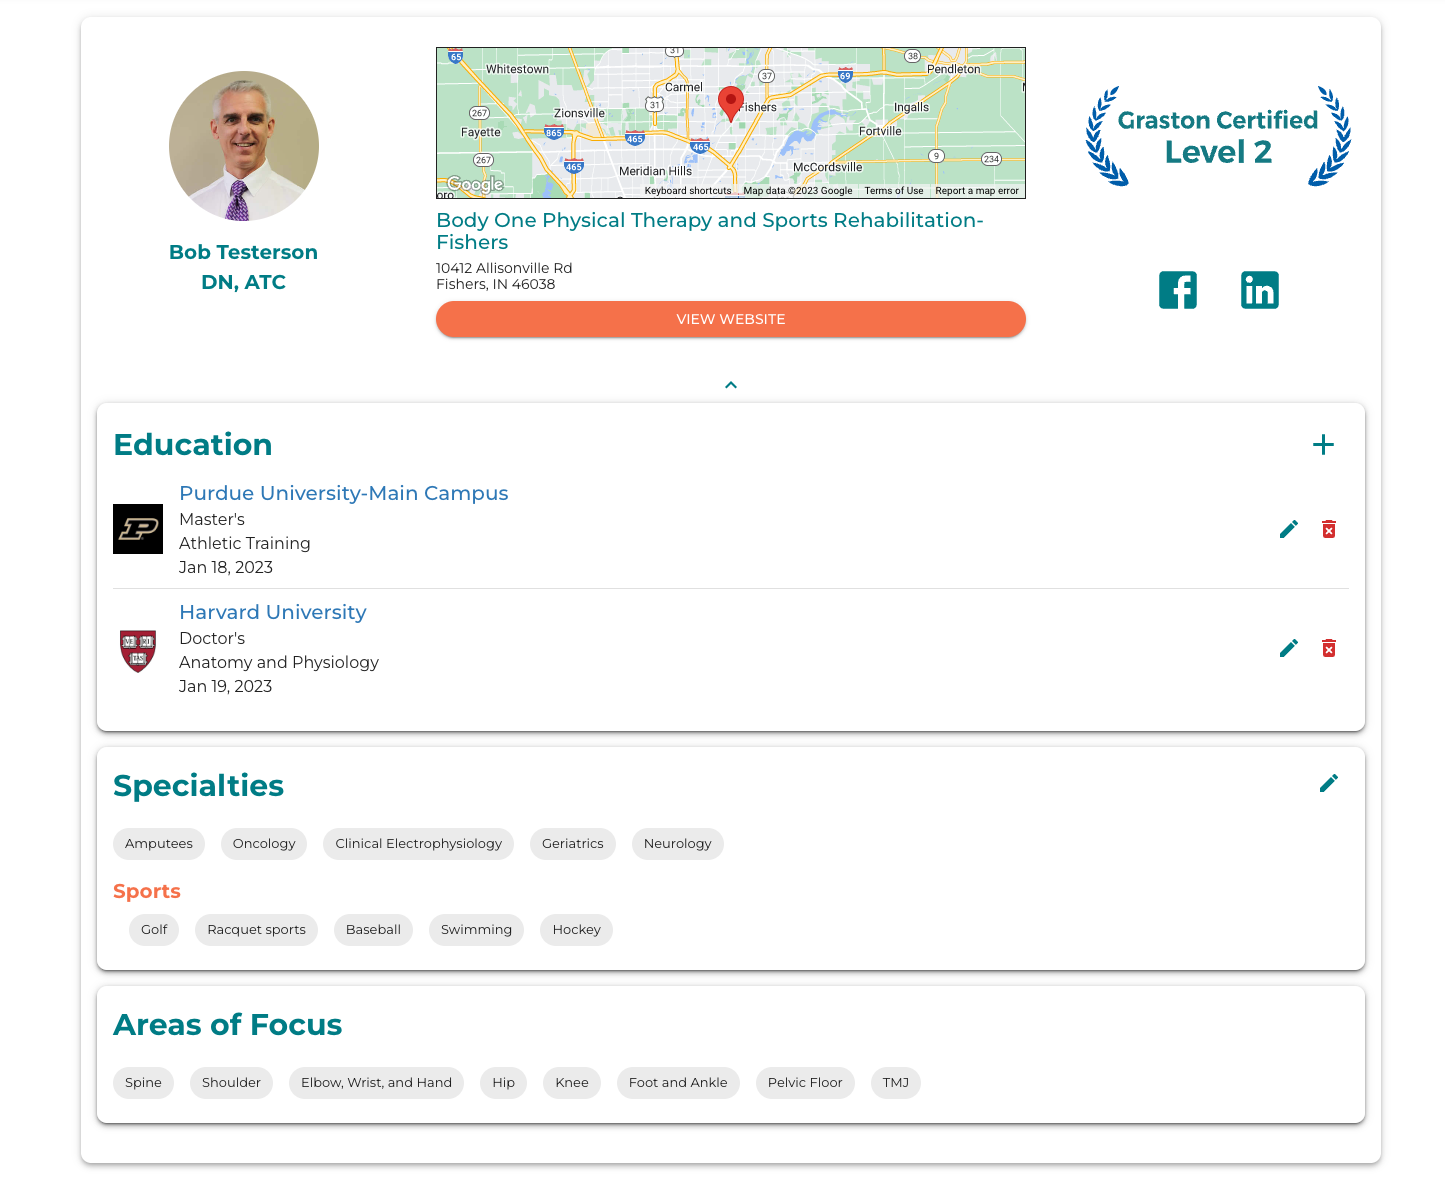 65
31
38
Whitestown
37
69
Pendleton
Carmel
267
Zionsville
31
Fishers
Ingalls
Fayette
865
465
465
Fortville
267
465
Meridian Hills
McCordsville
9
234
Google
Keyboard shortcuts
Map data ©2023 Google
Terms of Use
Report a map error
Graston Certified
Level 2
Bob Testerson
DN, ATC
Body One Physical Therapy and Sports Rehabilitation-
Fishers
10412 Allisonville Rd
Fishers, IN 46038
VIEW WEBSITE
Education
Purdue University-Main Campus
Master's
Athletic Training
Jan 18, 2023
P
Harvard University
Doctor's
Anatomy and Physiology
Jan 19, 2023
VE RI
TAS
Specialties
Amputees
Oncology
Clinical Electrophysiology
Geriatrics
Neurology
Sports
Golf
Racquet sports
Baseball
Swimming
Hockey
Areas of Focus
Spine
Shoulder
Elbow, Wrist, and Hand
Hip
Knee
Foot and Ankle
Pelvic Floor
TMJ